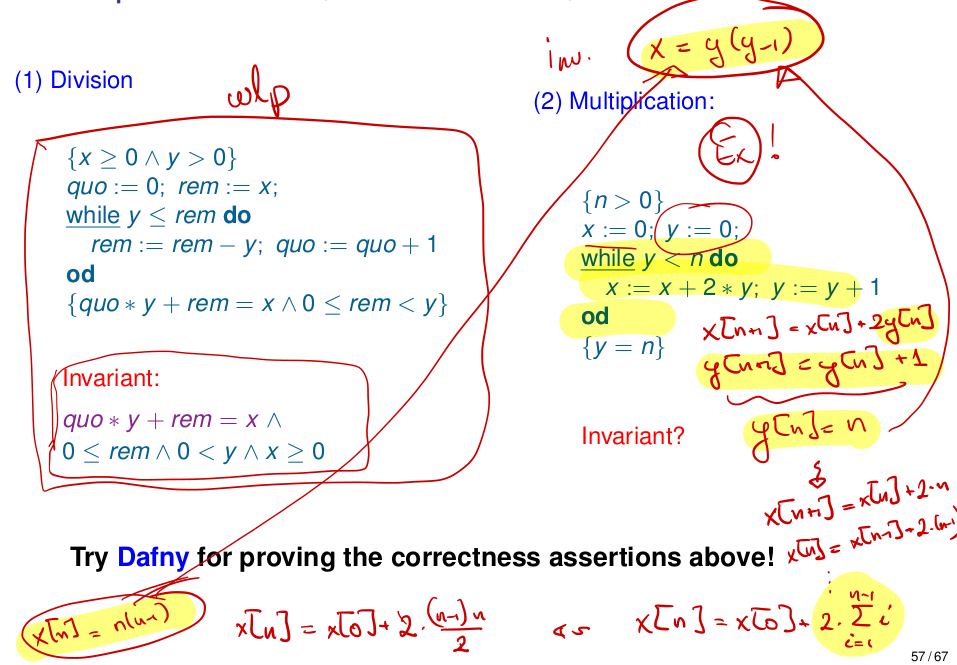 inv. x = y(y-1)
(1) Division
wlp
{x ≥ 0 ∧ y > 0}
quo := 0; rem := x;
while y ≤ rem do
rem := rem − y; quo := quo + 1
od
{quo ∗ y + rem = x ∧ 0 ≤ rem < y}
Invariant:
quo ∗ y + rem = x ∧
0 ≤ rem ∧ 0 < y ∧ x ≥ 0
(2) Multiplication:
Ex!
{n > 0}
x := 0; y := 0;
while y < n do
x := x + 2 ∗ y; y := y + 1
od
{y = n}
x[n+1] = x[n] + 2y[n]
y[n+1] = y[n] + 1
Invariant?
y[n] = n
x[n+1] = x[n] + 2·n
x[n] = x[n-1] + 2·(n-1)
⋮
Try Dafny for proving the correctness assertions above!
x[n] = n(n-1)
x[n] = x[0] + 2·(n-1)n/2
x[n] = x[0] + 2·∑_{i=1}^{n-1} i
57 / 67